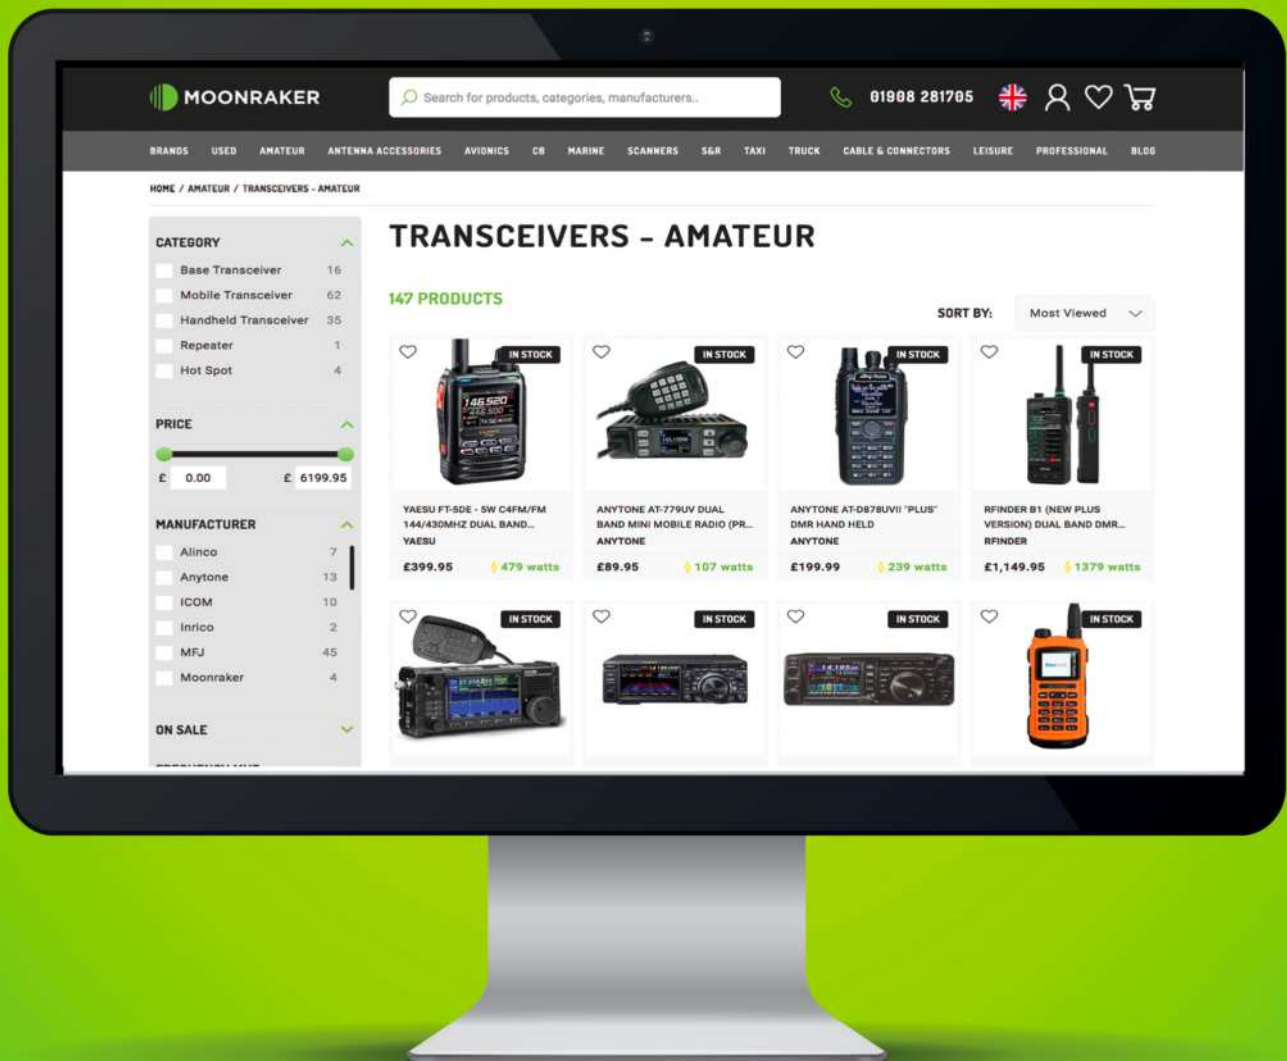 MOONRAKER
Search for products, categories, manufacturers..
01908 281705
BRANDS USED AMATEUR ANTENNA ACCESSORIES AVIONICS CB MARINE SCANNERS S&R TAXI TRUCK CABLE & CONNECTORS LEISURE PROFESSIONAL BLOG
HOME / AMATEUR / TRANSCEIVERS - AMATEUR
CATEGORY
Base Transceiver 16
Mobile Transceiver 62
Handheld Transceiver 35
Repeater 1
Hot Spot 4
PRICE
£ 0.00 £ 6199.95
MANUFACTURER
Alinco 7
Anytone 13
ICOM 10
Inrico 2
MFJ 45
Moonraker 4
ON SALE
TRANSCEIVERS - AMATEUR
147 PRODUCTS
SORT BY: Most Viewed
IN STOCK
146.520
446.500
YAESU FT-5DE - 5W C4FM/FM
144/430MHZ DUAL BAND...
YAESU
£399.95 479 watts
IN STOCK
ANYTONE AT-779UV DUAL
BAND MINI MOBILE RADIO (PR...
ANYTONE
£89.95 107 watts
IN STOCK
ANYTONE AT-D878UVII "PLUS"
DMR HAND HELD
ANYTONE
£199.99 239 watts
IN STOCK
RFINDER B1 (NEW PLUS
VERSION) DUAL BAND DMR...
RFINDER
£1,149.95 1379 watts
IN STOCK
IN STOCK
IN STOCK
14.195
IN STOCK